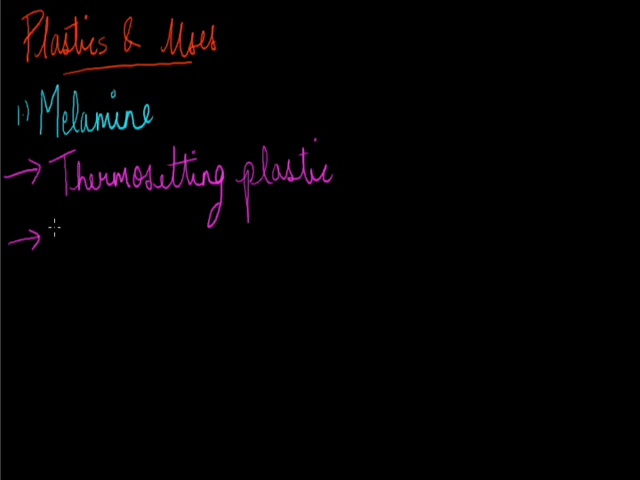 Plastics & Uses
1.) Melamine
→ Thermosetting plastic
→